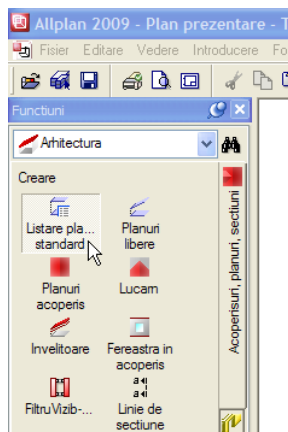 Allplan 2009 - Plan prezentare - T
Fisier Editare Vedere Introducere Fo
Functiuni
Arhitectura
Creare
Listare pla...
standard
Planuri
libere
Planuri
acoperis
Lucarn
Invelitoare
Fereastra in
acoperis
FiltruVizib-...
Linie de
sectiune
Acoperisuri, planuri, sectiuni